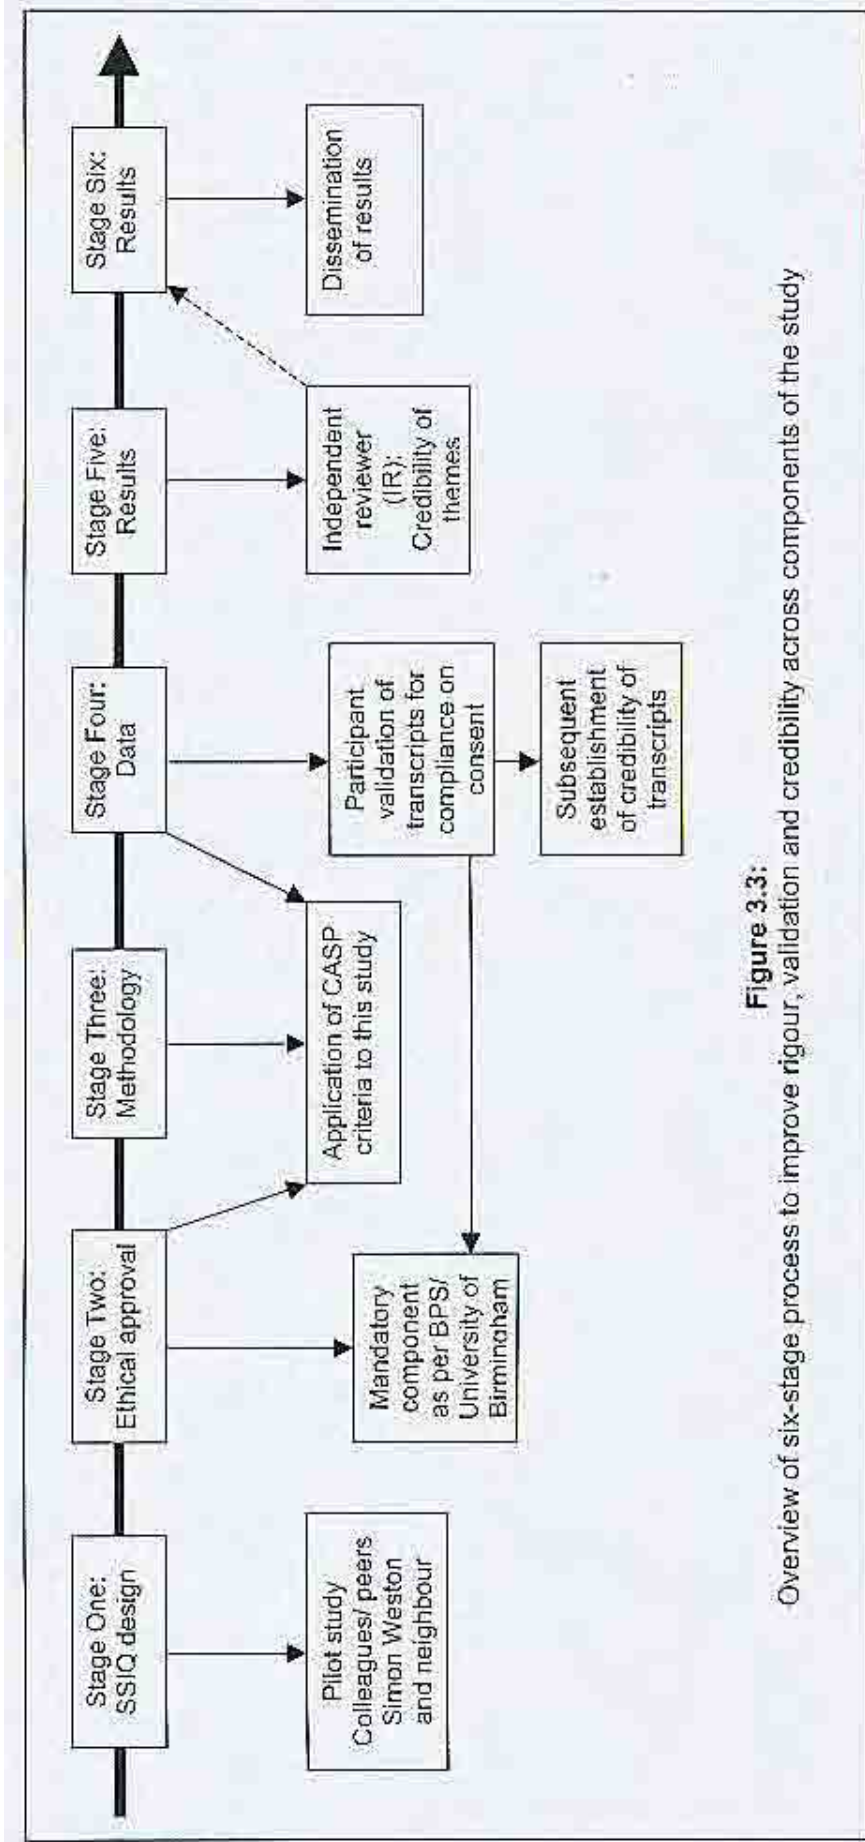 Stage One:
SSIQ design
Stage Two:
Ethical approval
Stage Three:
Methodology
Stage Four:
Data
Stage Five:
Results
Stage Six:
Results
Pilot study
Colleagues/ peers
Simon Weston
and neighbour
Mandatory
component
as per BPS/
University of
Birmingham
Application of CASP
criteria to this study
Participant
validation of
transcripts for
compliance on
consent
Subsequent
establishment
of credibility of
transcripts
Independent
reviewer
(IR):
Credibility of
themes
Dissemination
of results
Figure 3.3:
Overview of six-stage process to improve rigour, validation and credibility across components of the study